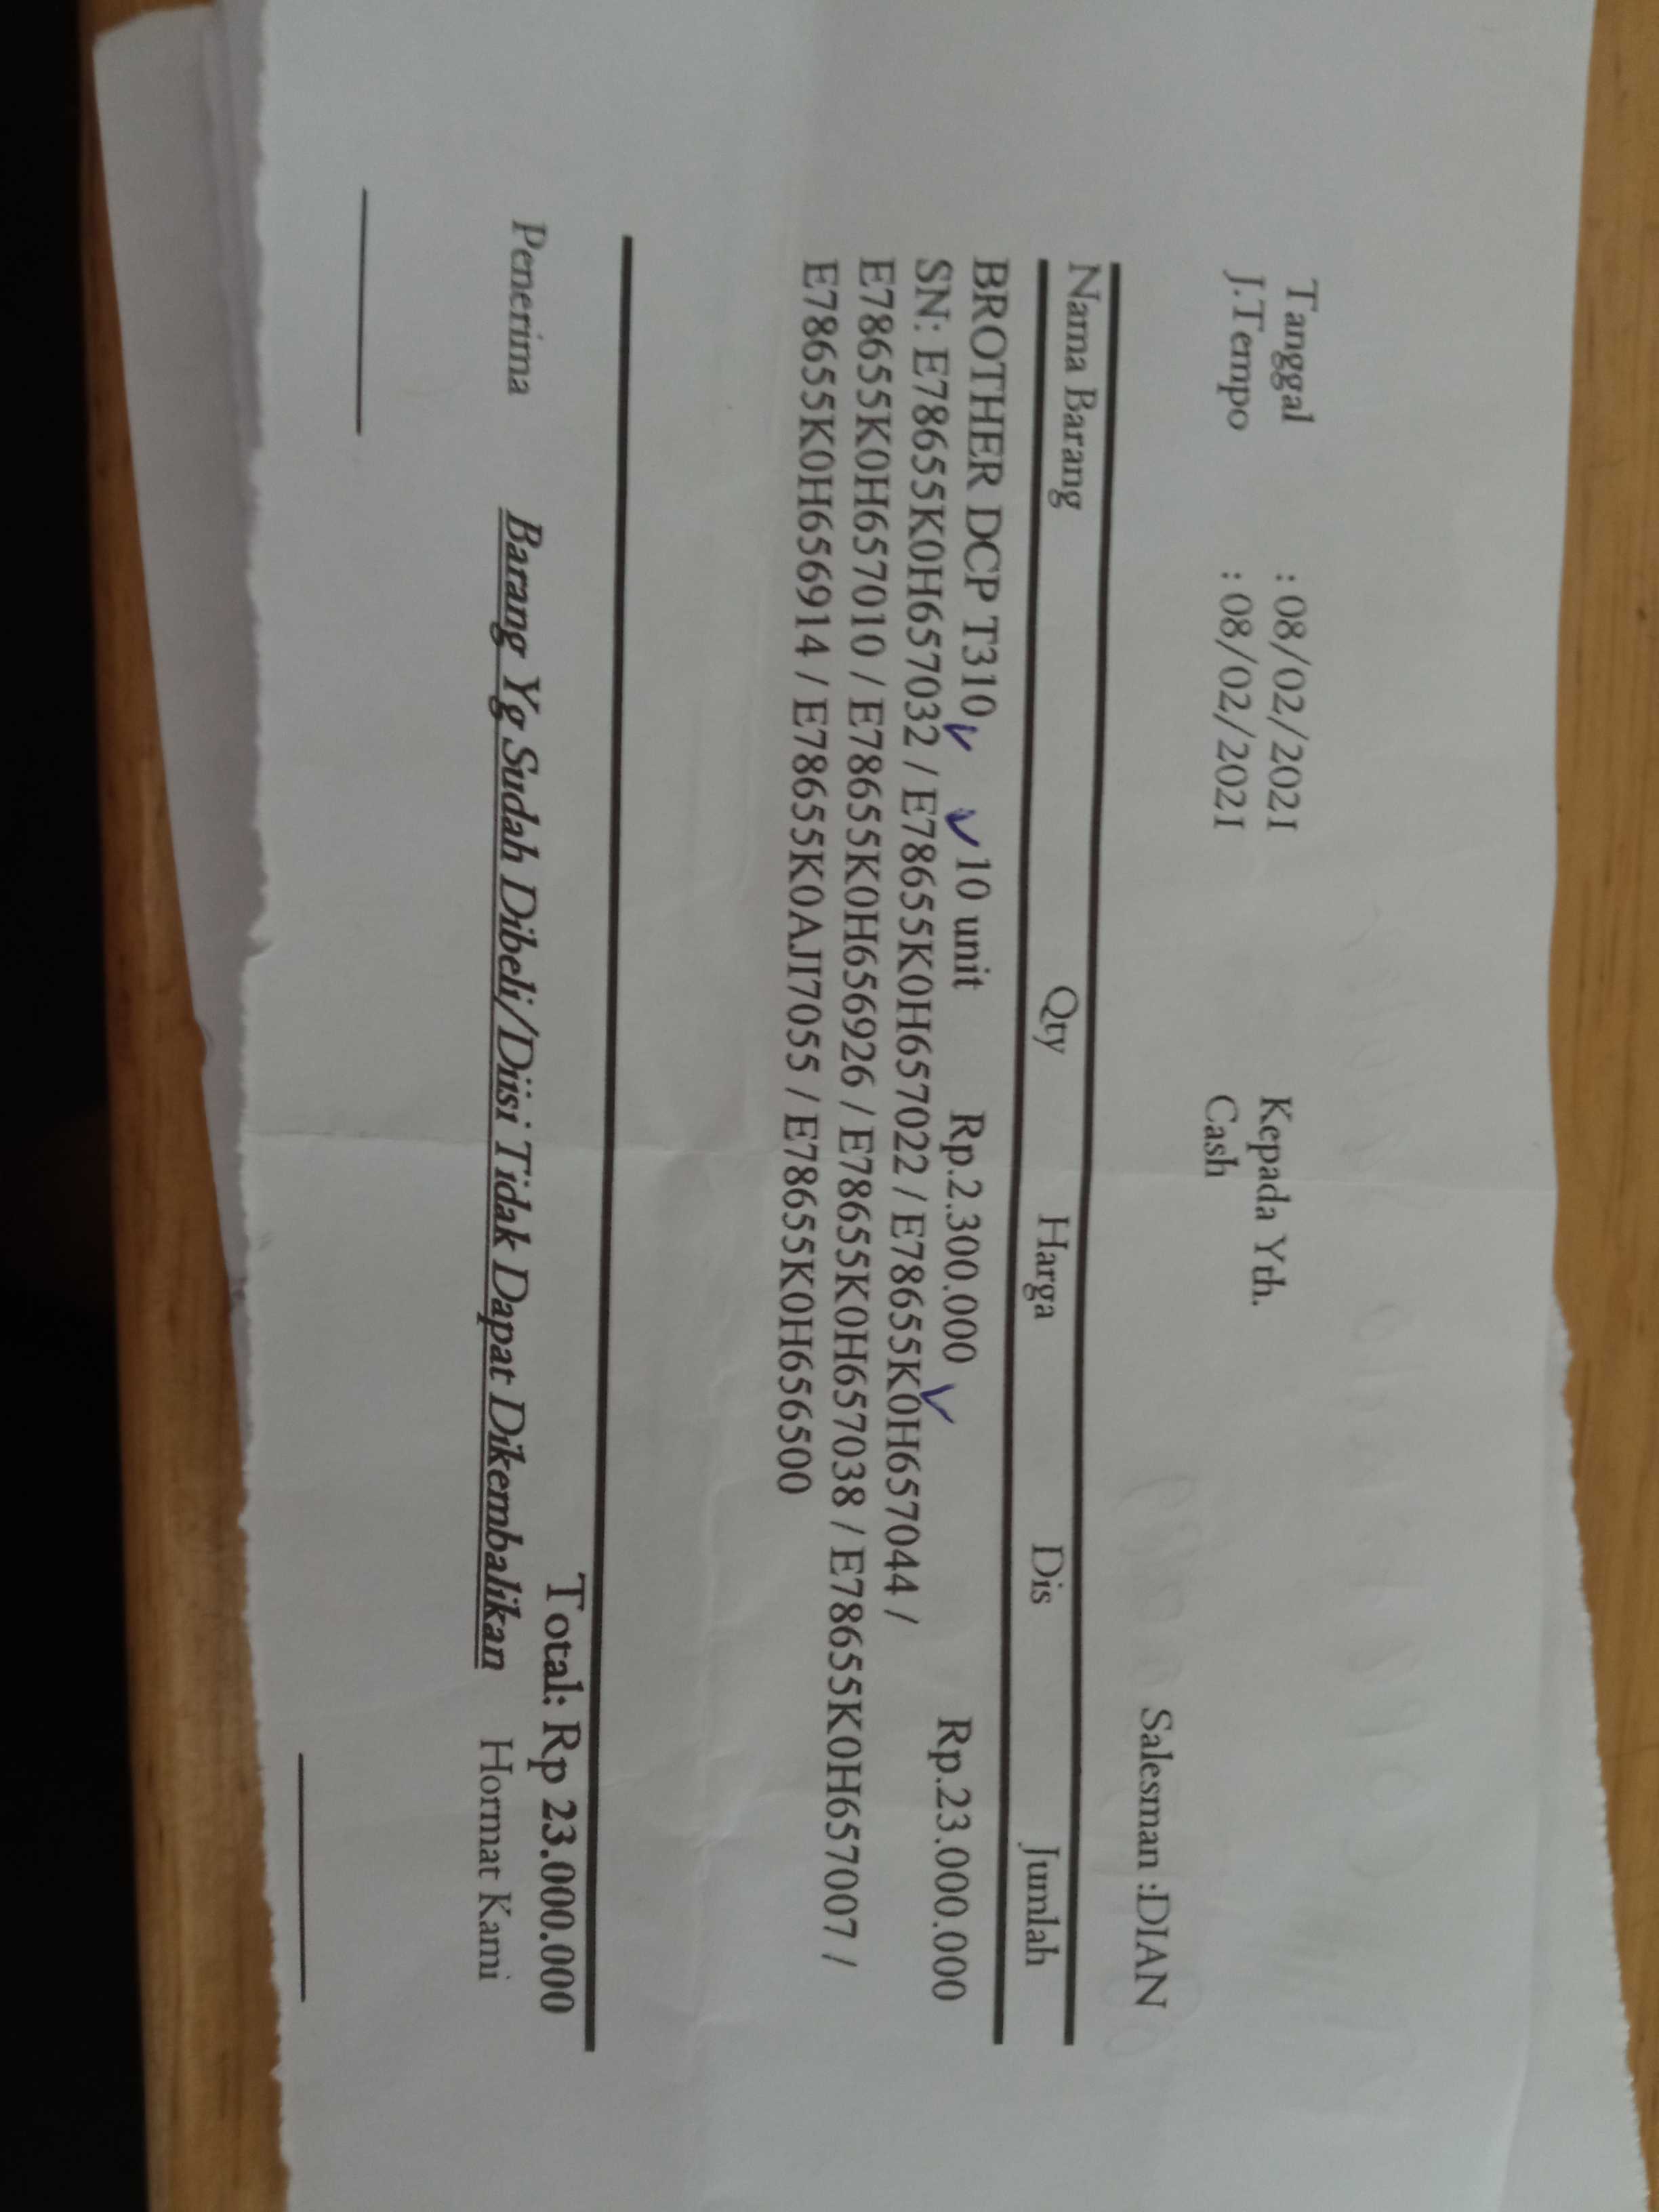 Tanggal : 08/02/2021 Kepada Yth.
J.Tempo : 08/02/2021 Cash
Salesman :DIAN
Nama Barang Qty Harga Dis Jumlah
BROTHER DCP T310 10 unit Rp.2.300.000 Rp.23.000.000
SN: E78655K0H657032 / E78655K0H657022 / E78655K0H657044 /
E78655K0H657010 / E78655K0H656926 / E78655K0H657038 / E78655K0H657007 /
E78655K0H656914 / E78655K0AJI7055 / E78655K0H656500
Total: Rp 23.000.000
Penerima Barang Yg Sudah Dibeli/Diisi Tidak Dapat Dikembalikan Hormat Kami